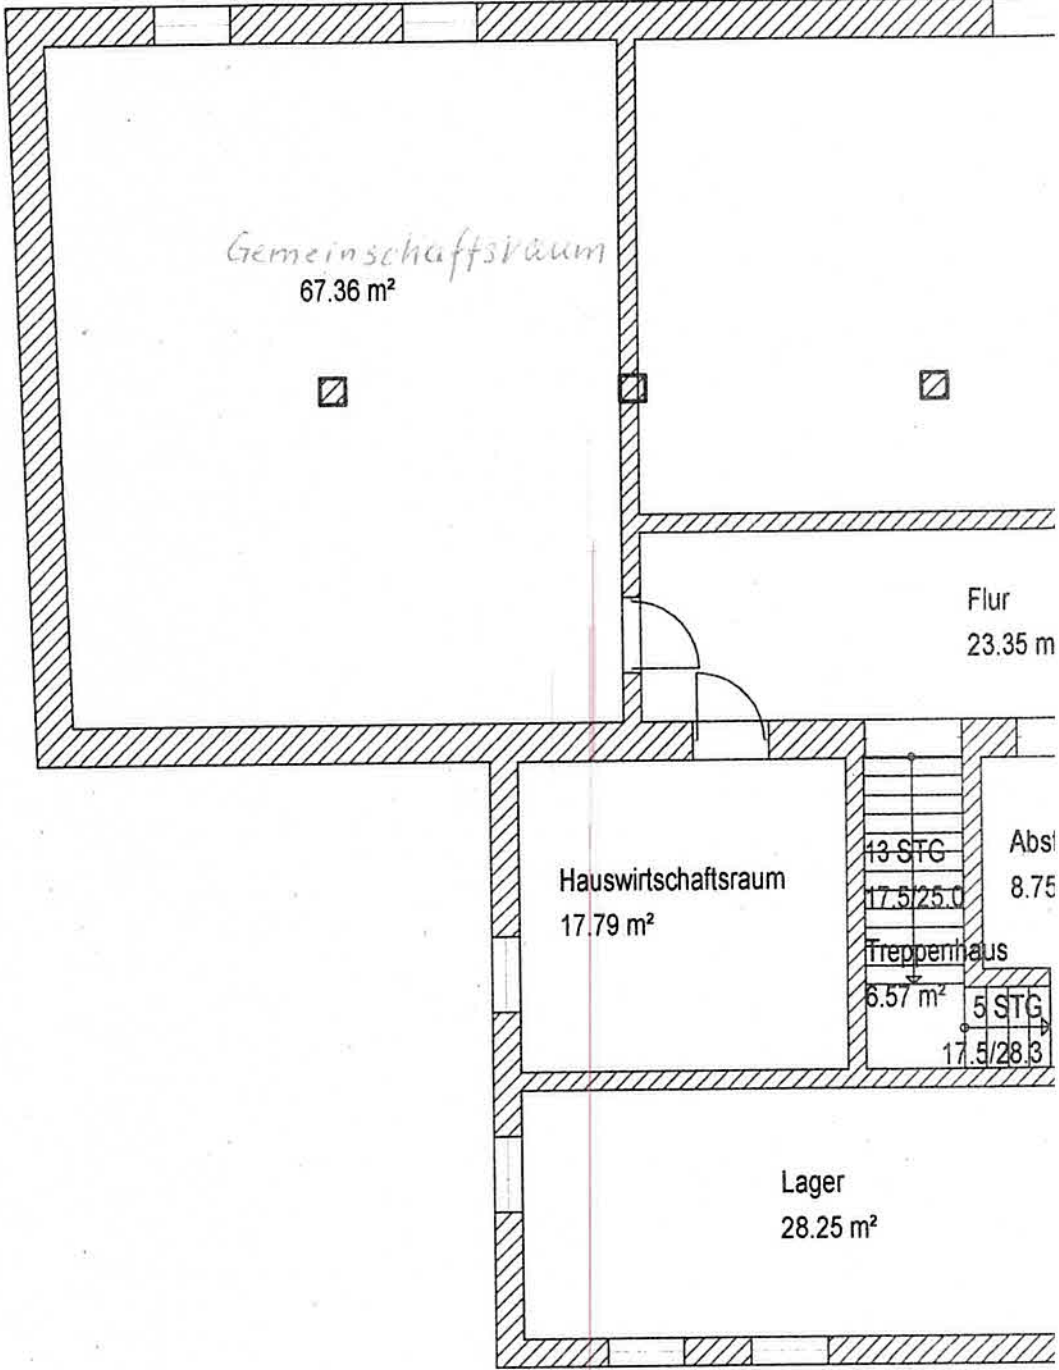 Gemeinschaftsraum
67.36 m²
Flur
23.35 m
Hauswirtschaftsraum
17.79 m²
13 STG
17.5/25.0
Treppenhaus
6.57 m²
Abst
8.75
5 STG
17.5/28.3
Lager
28.25 m²